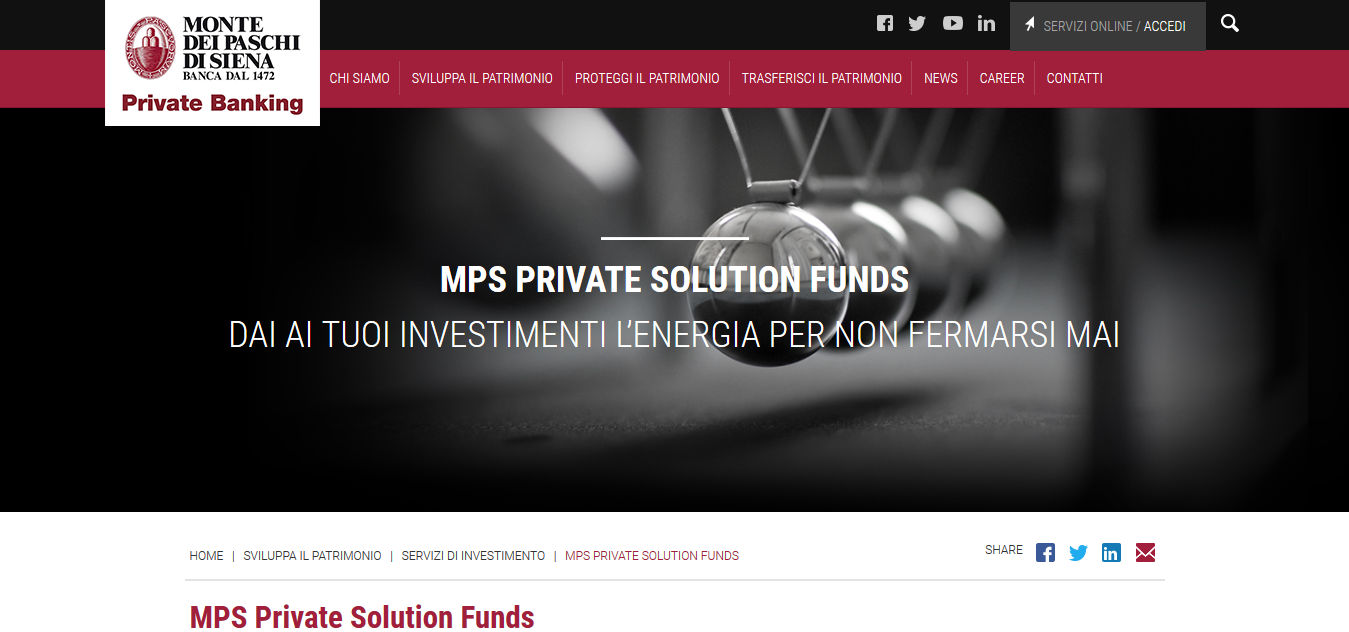 MONTE
DEI PASCHI
DI SIENA
BANCA DAL 1472
Private Banking
SERVIZI ONLINE / ACCEDI
CHI SIAMO
SVILUPPA IL PATRIMONIO
PROTEGGI IL PATRIMONIO
TRASFERISCI IL PATRIMONIO
NEWS
CAREER
CONTATTI
MPS PRIVATE SOLUTION FUNDS
DAI AI TUOI INVESTIMENTI L'ENERGIA PER NON FERMARSI MAI
HOME | SVILUPPA IL PATRIMONIO | SERVIZI DI INVESTIMENTO | MPS PRIVATE SOLUTION FUNDS
SHARE
MPS Private Solution Funds